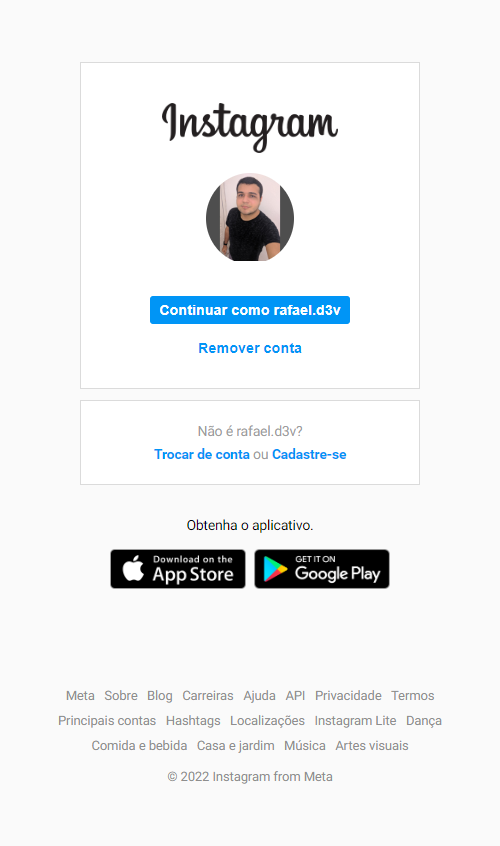 Instagram
Continuar como rafael.d3v
Remover conta
Não é rafael.d3v?
Trocar de conta ou Cadastre-se
Obtenha o aplicativo.
Download on the
App Store
GET IT ON
Google Play
Meta Sobre Blog Carreiras Ajuda API Privacidade Termos
Principais contas Hashtags Localizações Instagram Lite Dança
Comida e bebida Casa e jardim Música Artes visuais
© 2022 Instagram from Meta